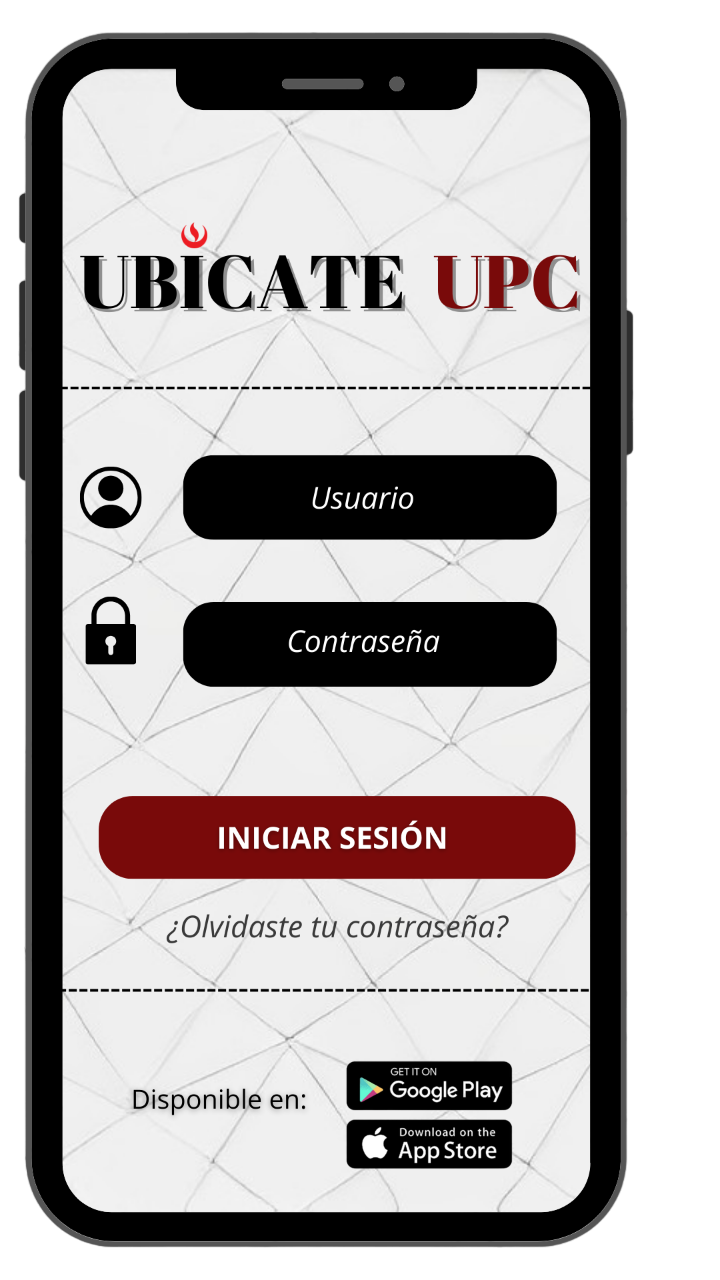 UBICATE UPC
Usuario
Contraseña
INICIAR SESIÓN
¿Olvidaste tu contraseña?
Disponible en:
GET IT ON
Google Play
Download on the
App Store